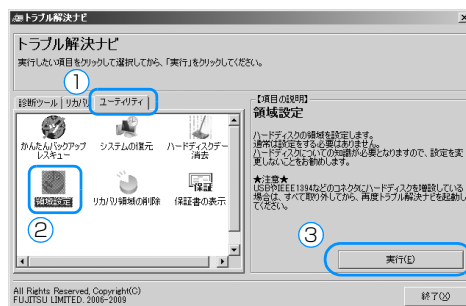 トラブル解決ナビ
トラブル解決ナビ
実行したい項目をクリックして選択してから、「実行」をクリックしてください。
①
診断ツール
リカバリ
ユーティリティ
かんたんバックアップ
レスキュー
システムの復元
ハードディスクデー
消去
領域設定
リカバリ領域の削除
保証書の表示
②
【項目の説明】
領域設定
ハードディスクの領域を設定します。
通常は設定をする必要はありません。
ハードディスクについての知識が必要となりますので、設定を変
更しないことをお勧めします。
★注意★
USBやIEEE1394などのコネクタにハードディスクを増設している
場合は、すべて取り外してから、再度トラブル解決ナビを起動し
てください。
③
実行(E)
All Rights Reserved, Copyright(C)
FUJITSU LIMITED. 2006-2009
終了(X)